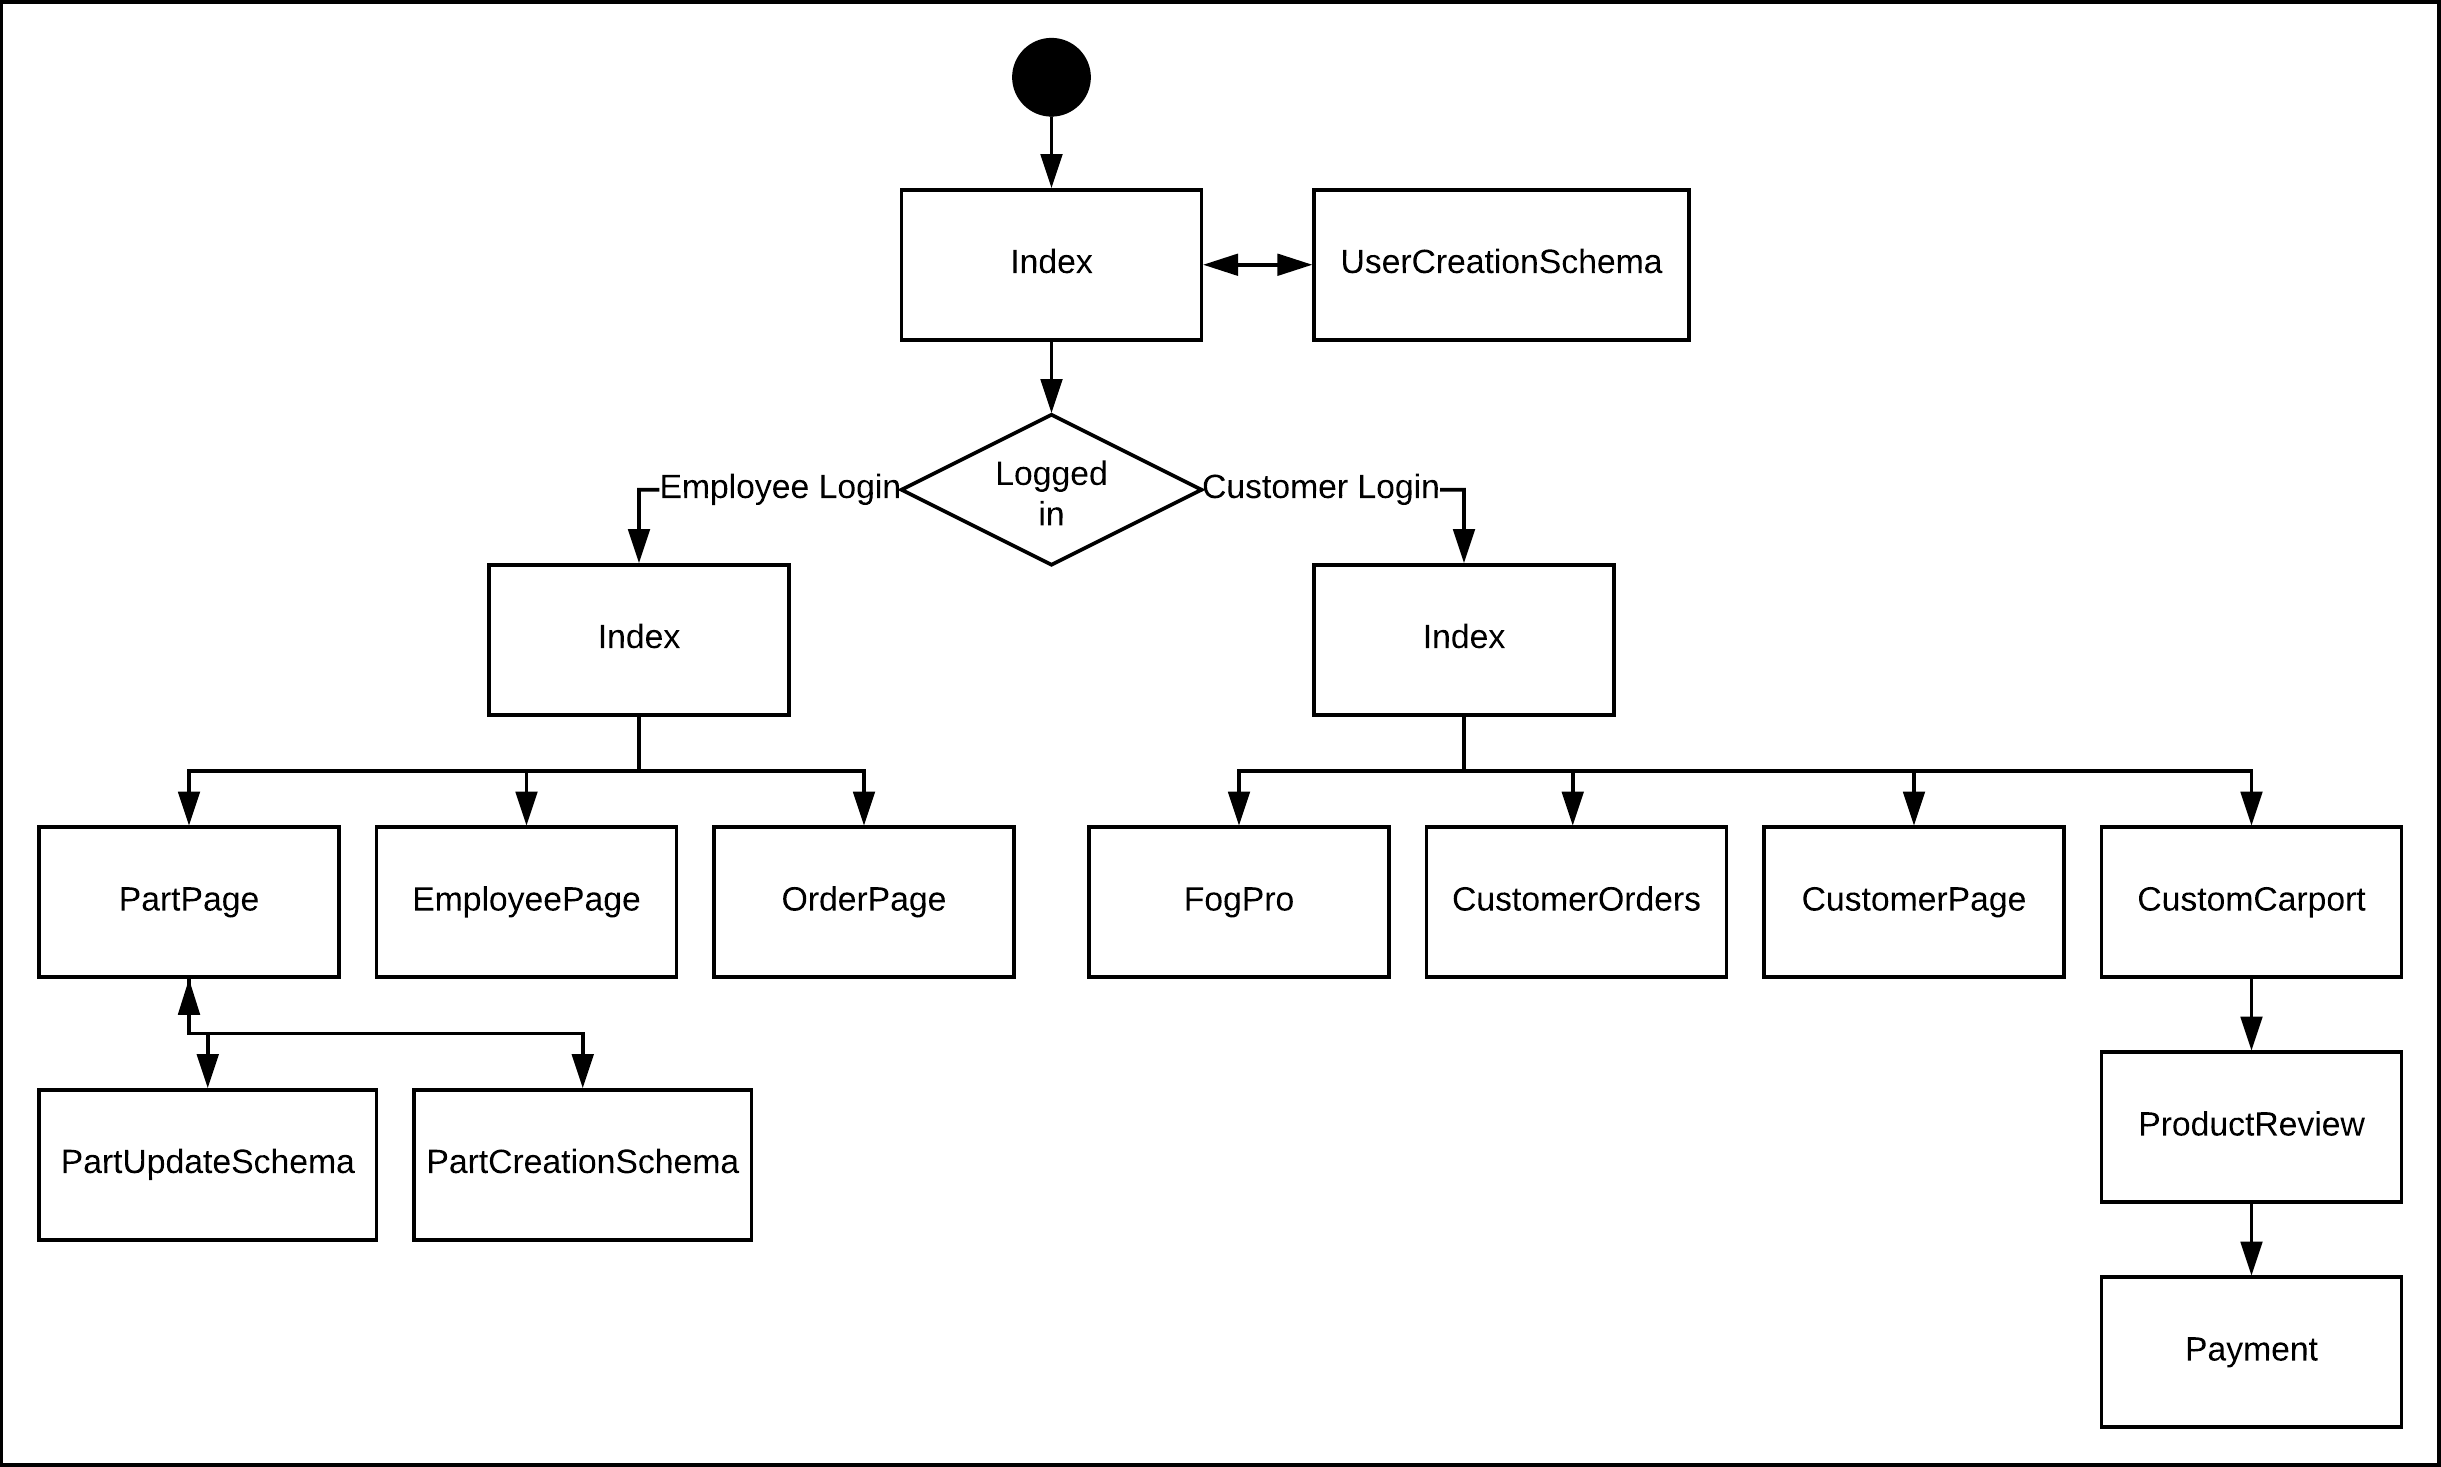 Index
UserCreationSchema
Employee Login
Logged
in
Customer Login
Index
Index
PartPage
EmployeePage
OrderPage
FogPro
CustomerOrders
CustomerPage
CustomCarport
PartUpdateSchema
PartCreationSchema
ProductReview
Payment